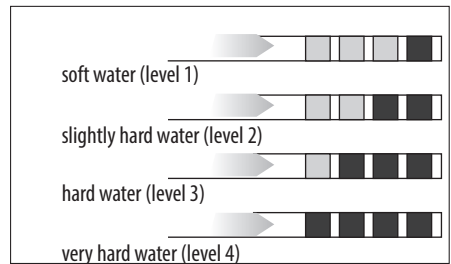 soft water (level 1)
slightly hard water (level 2)
hard water (level 3)
very hard water (level 4)